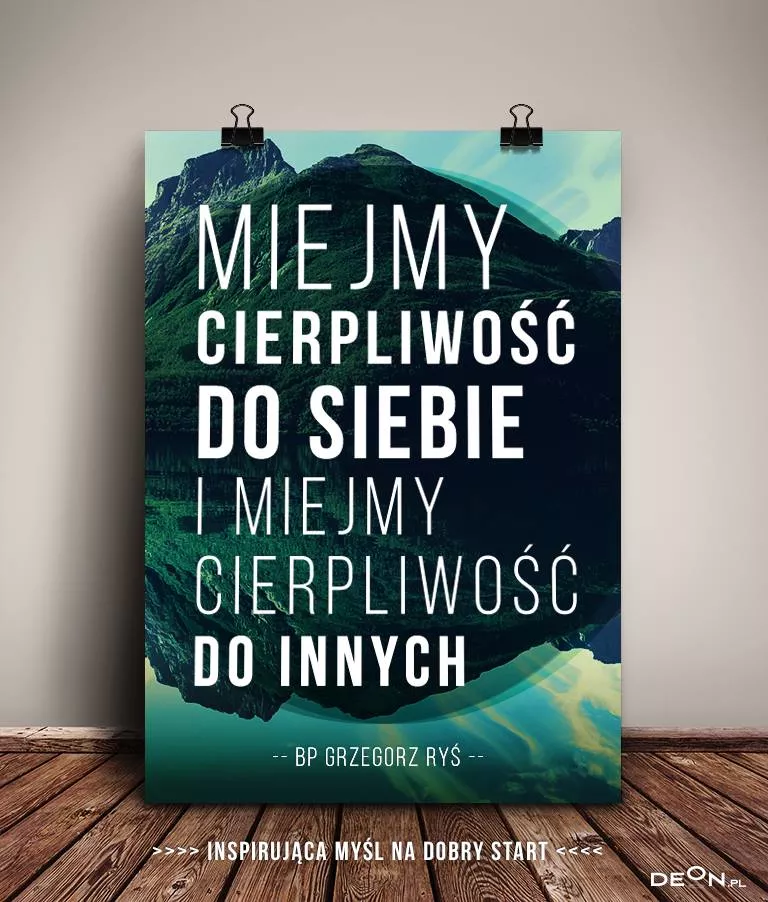 MIEJMY
CIERPLIWOŚĆ
DO SIEBIE
I MIEJMY
CIERPLIWOŚĆ
DO INNYCH
-- BP GRZEGORZ RYŚ --
>>>> INSPIRUJĄCA MYŚL NA DOBRY START <<<<
DEON.PL